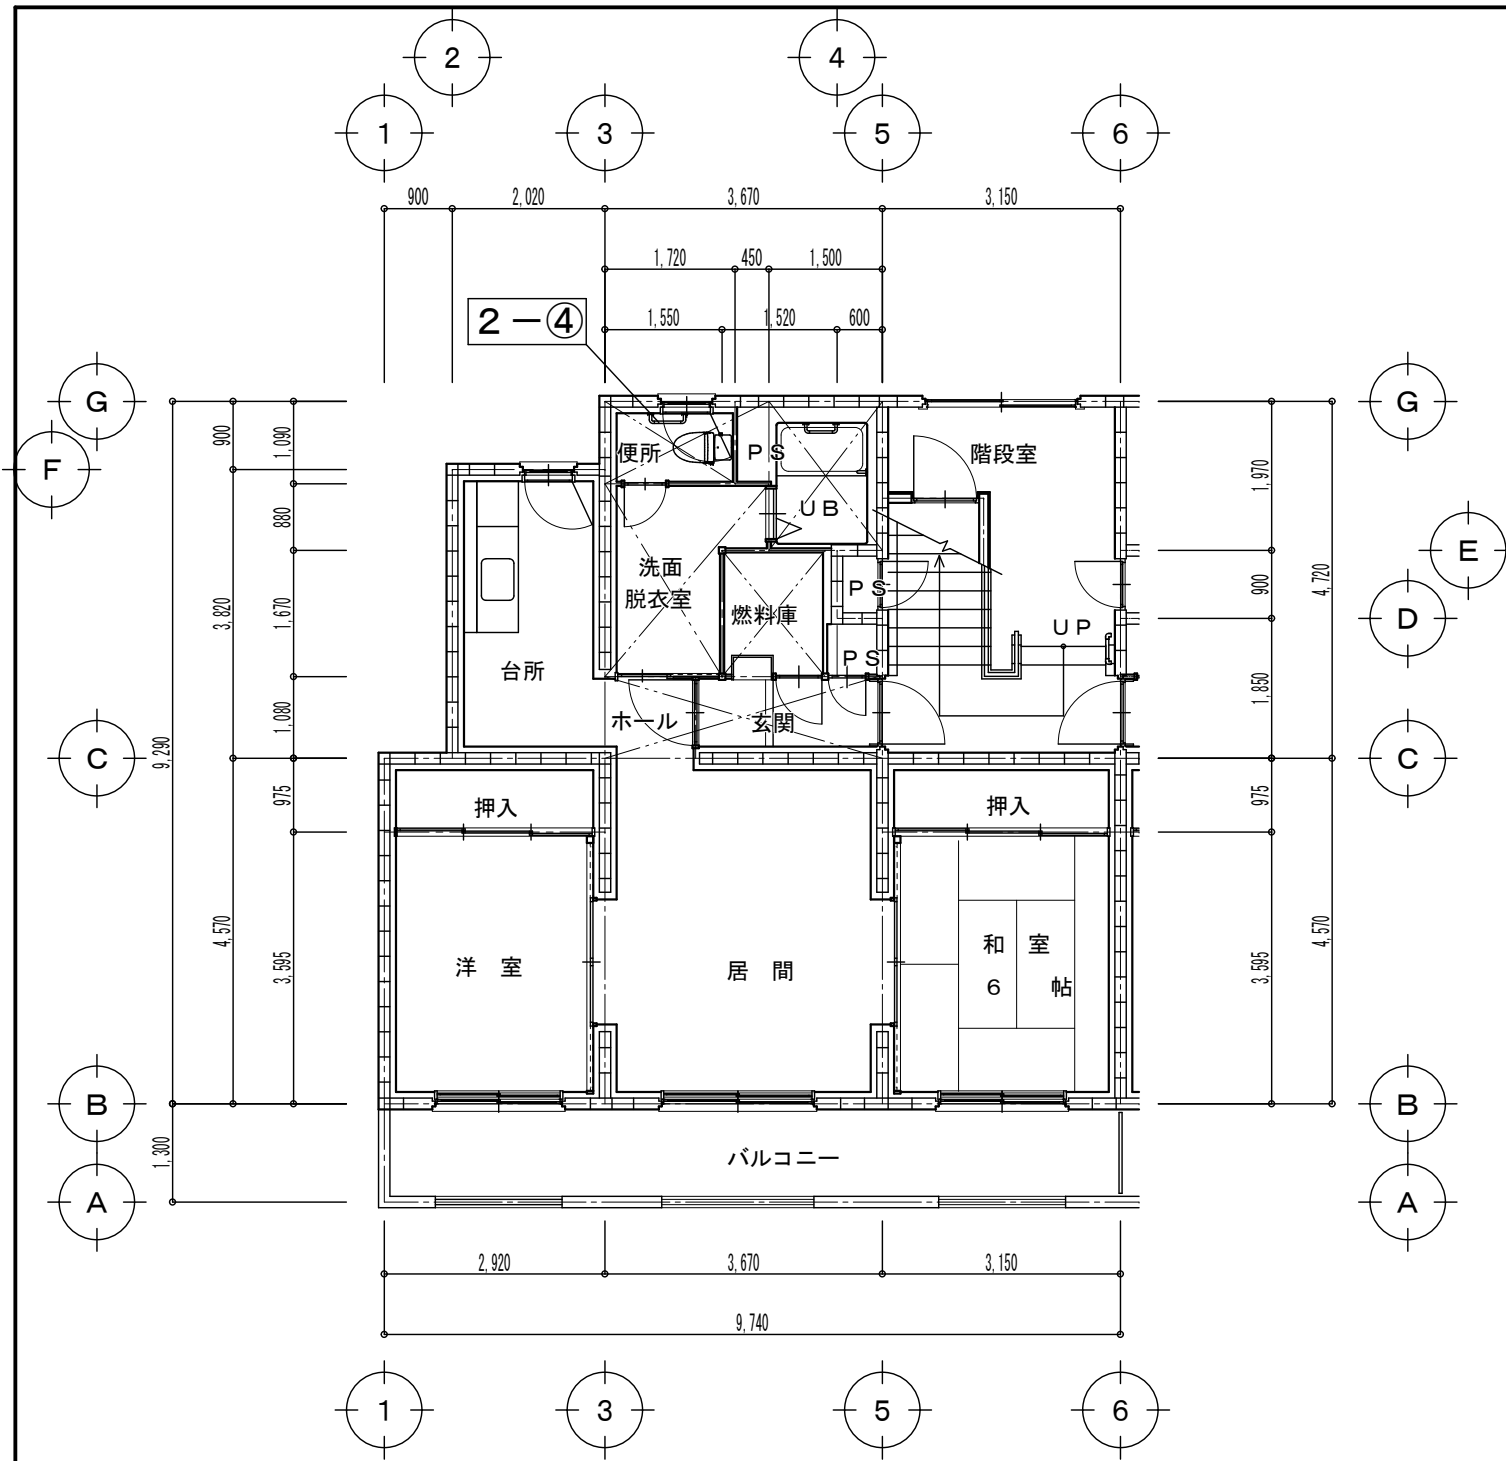 2
4
1
3
5
6
900
2,020
3,670
3,150
1,720
450
1,500
2－④
1,550
1,520
600
G
G
F
E
D
C
C
B
B
A
A
900
1,090
880
3,820
1,670
1,080
9,290
975
4,570
3,595
1,300
1,970
4,720
900
1,850
975
4,570
3,595
便所
ＰＳ
階段室
ＵＢ
洗面
脱衣室
ＰＳ
燃料庫
ＵＰ
ＰＳ
台所
ホール
玄関
押入
押入
洋　室
居　間
和　室
６　　帖
バルコニー
2,920
3,670
3,150
9,740
1
3
5
6